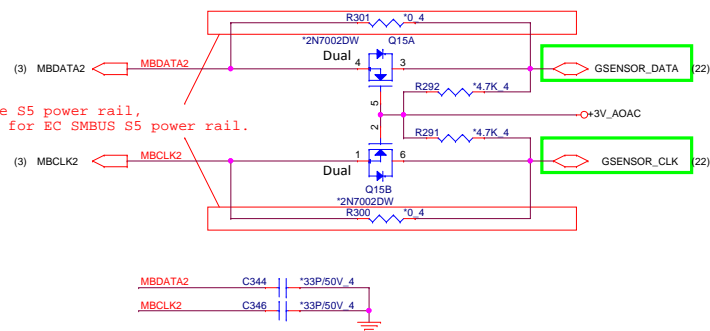 R301 *0_4
*2N7002DW Q15A
Dual
(3) MBDATA2 MBDATA2 4 3 GSENSOR_DATA (22)
R292 *4.7K_4
5
S5 power rail,
+3V_AOAC
for EC SMBUS S5 power rail.
2
R291 *4.7K_4
(3) MBCLK2 MBCLK2 1 6 GSENSOR_CLK (22)
Dual
Q15B
*2N7002DW
R300 *0_4
MBDATA2 C344 *33P/50V_4
MBCLK2 C346 *33P/50V_4